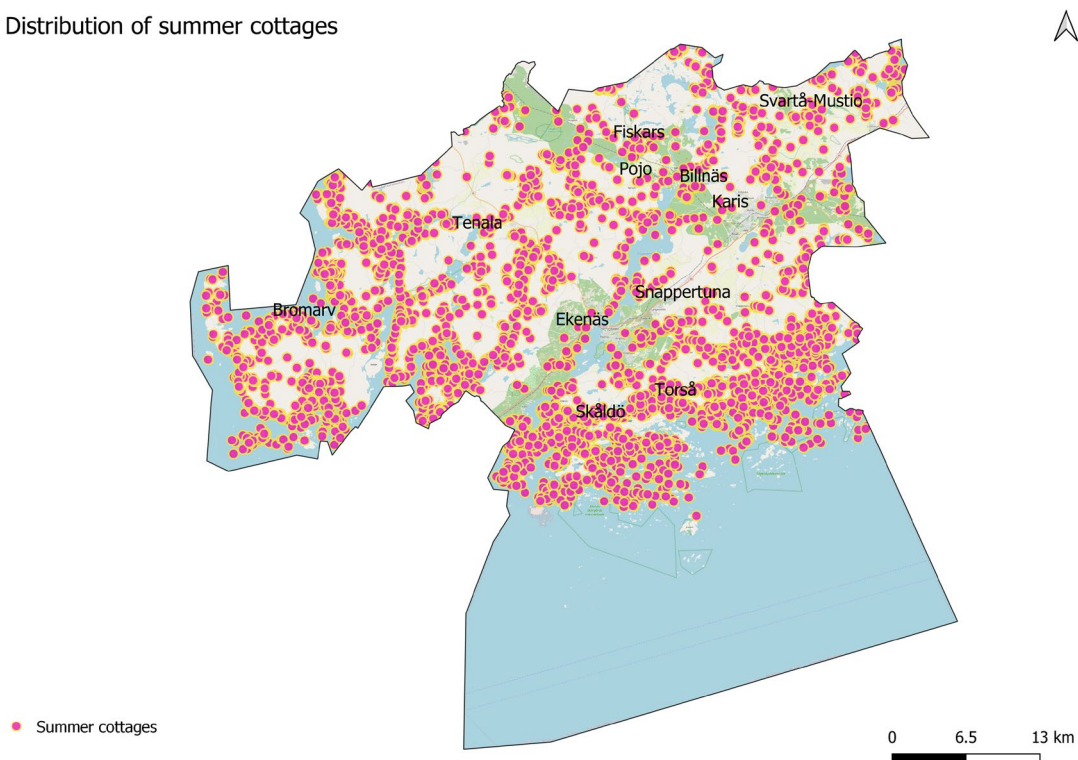 Distribution of summer cottages
Svartå-Mustio
Fiskars
Pojo
Billnäs
Karis
Tenala
Snappertuna
Bromarv
Ekenäs
Torså
Skåldö
Summer cottages
0 6.5 13 km